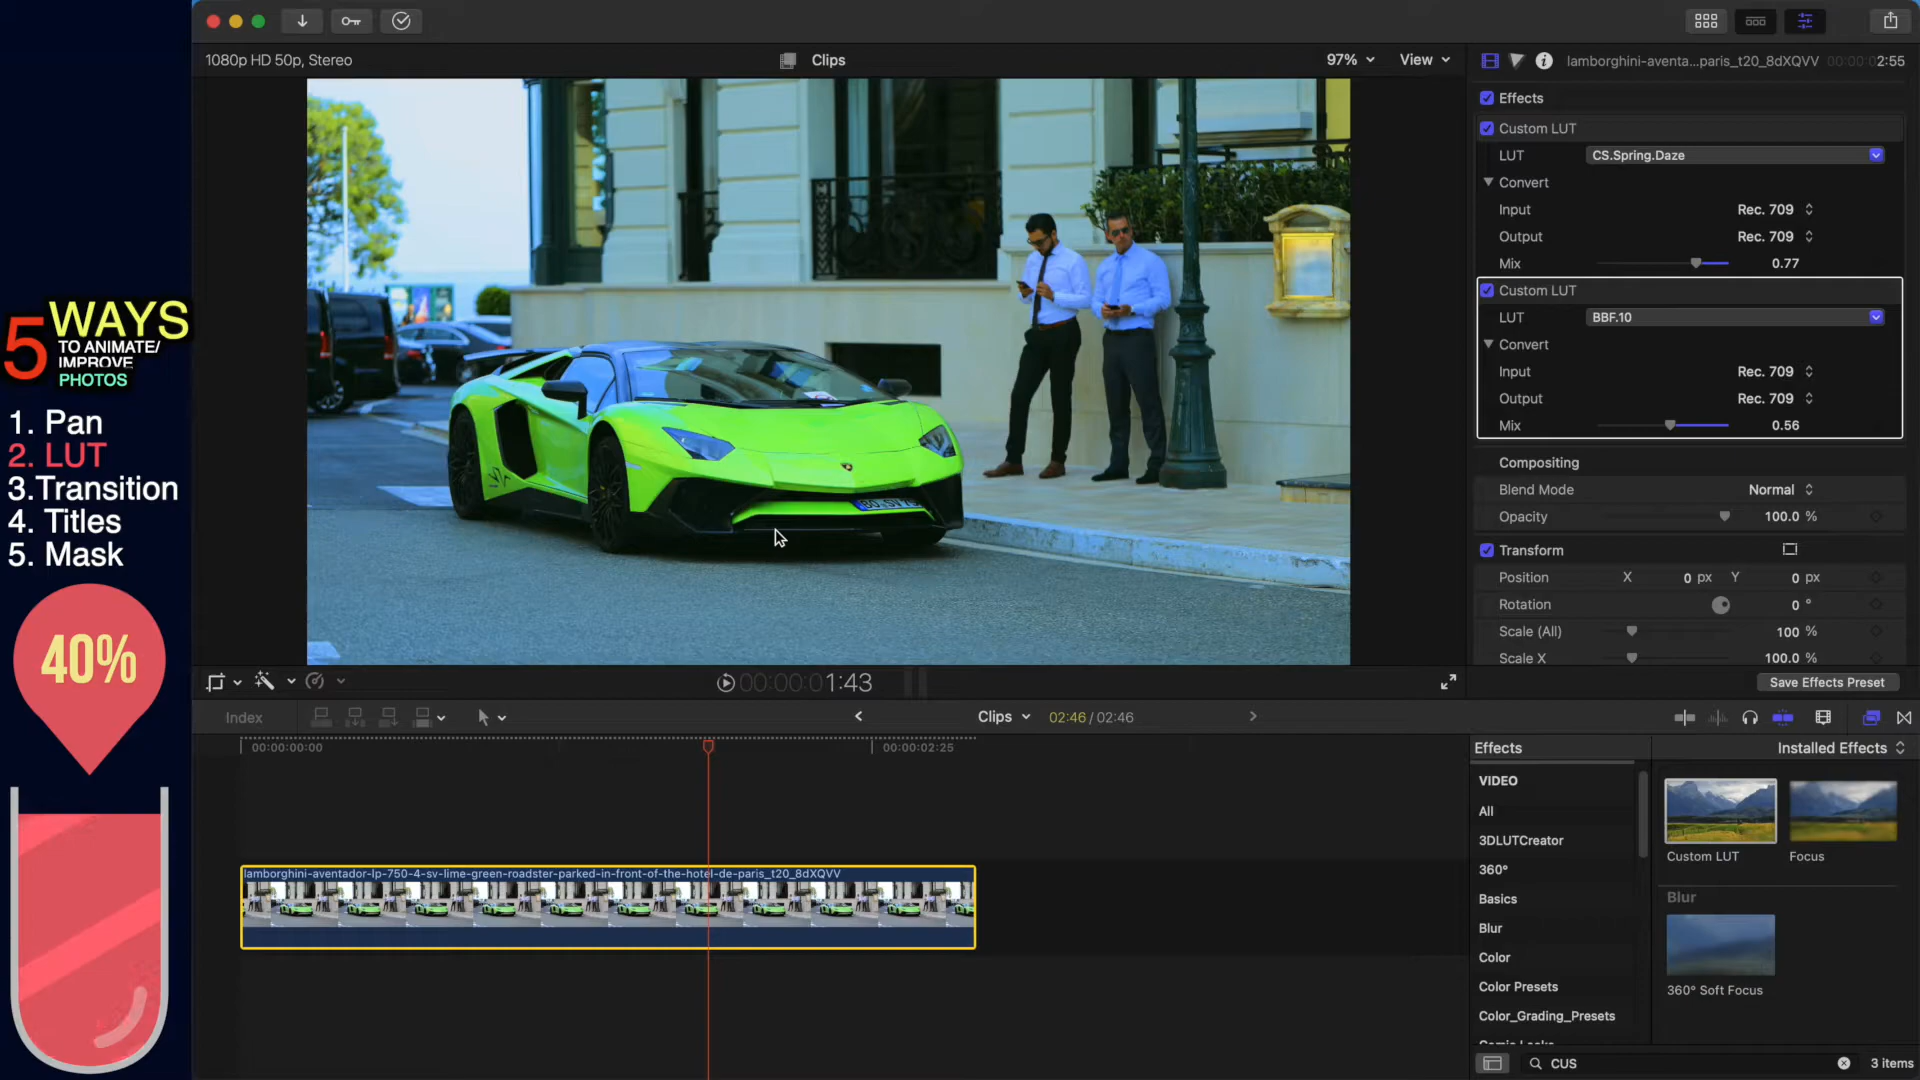 1080p HD 50p, Stereo
Clips
97%
View
lamborghini-aventa...paris_t20_8dXQVV
00:00:02:55
Effects
Custom LUT
LUT
CS.Spring.Daze
Convert
Input
Rec. 709
Output
Rec. 709
Mix
0.77
Custom LUT
LUT
BBF.10
Convert
Input
Rec. 709
Output
Rec. 709
Mix
0.56
Compositing
Blend Mode
Normal
Opacity
100.0 %
Transform
Position
X
0 px
Y
0 px
Rotation
0 °
Scale (All)
100 %
Scale X
100.0 %
Save Effects Preset
5 WAYS
TO ANIMATE/
IMPROVE
PHOTOS
1. Pan
2. LUT
3.Transition
4. Titles
5. Mask
40%
00:00:01:43
Index
Clips
02:46 / 02:46
00:00:00:00
00:00:02:25
lamborghini-aventador-lp-750-4-sv-lime-green-roadster-parked-in-front-of-the-hotel-de-paris_t20_8dXQVV
Effects
Installed Effects
VIDEO
All
3DLUTCreator
360°
Basics
Blur
Color
Color Presets
Color_Grading_Presets
Comic Looks
Custom LUT
Focus
Blur
360° Soft Focus
CUS
3 items